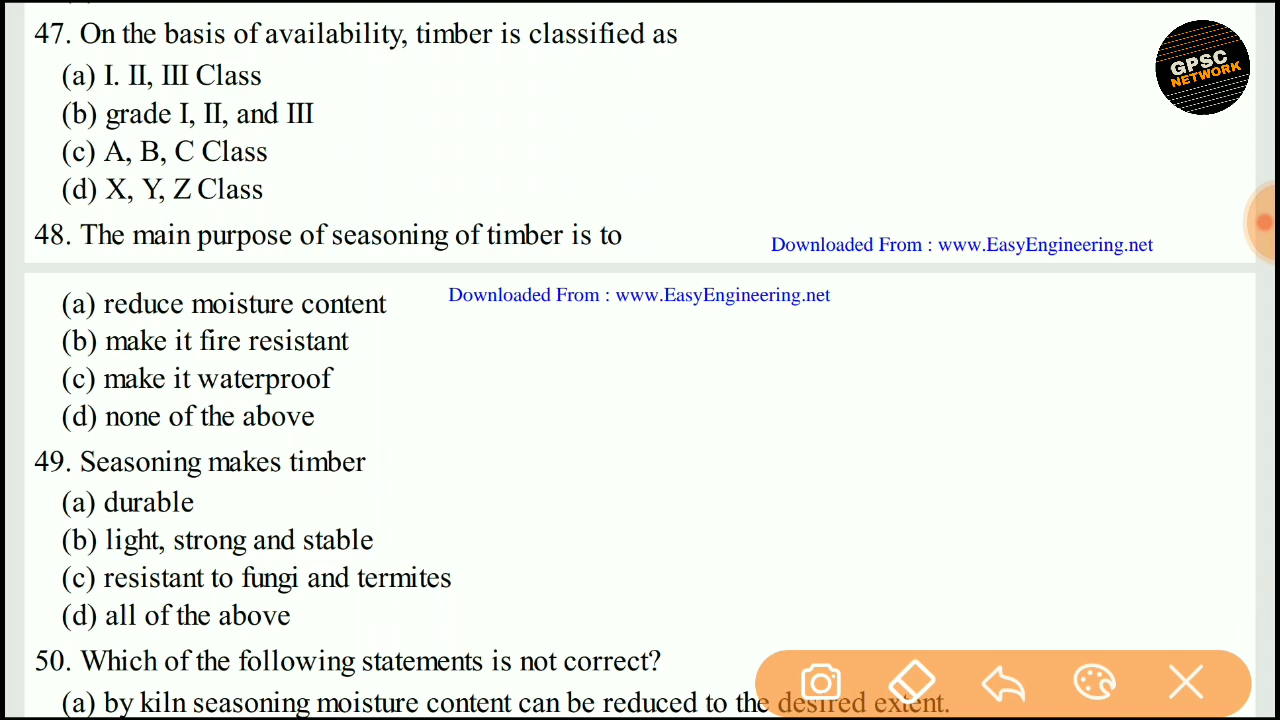 47. On the basis of availability, timber is classified as
(a) I. II, III Class
(b) grade I, II, and III
(c) A, B, C Class
(d) X, Y, Z Class
48. The main purpose of seasoning of timber is to
Downloaded From : www.EasyEngineering.net
(a) reduce moisture content
Downloaded From : www.EasyEngineering.net
(b) make it fire resistant
(c) make it waterproof
(d) none of the above
49. Seasoning makes timber
(a) durable
(b) light, strong and stable
(c) resistant to fungi and termites
(d) all of the above
50. Which of the following statements is not correct?
(a) by kiln seasoning moisture content can be reduced to the desired extent.
GPSC
NETWORK